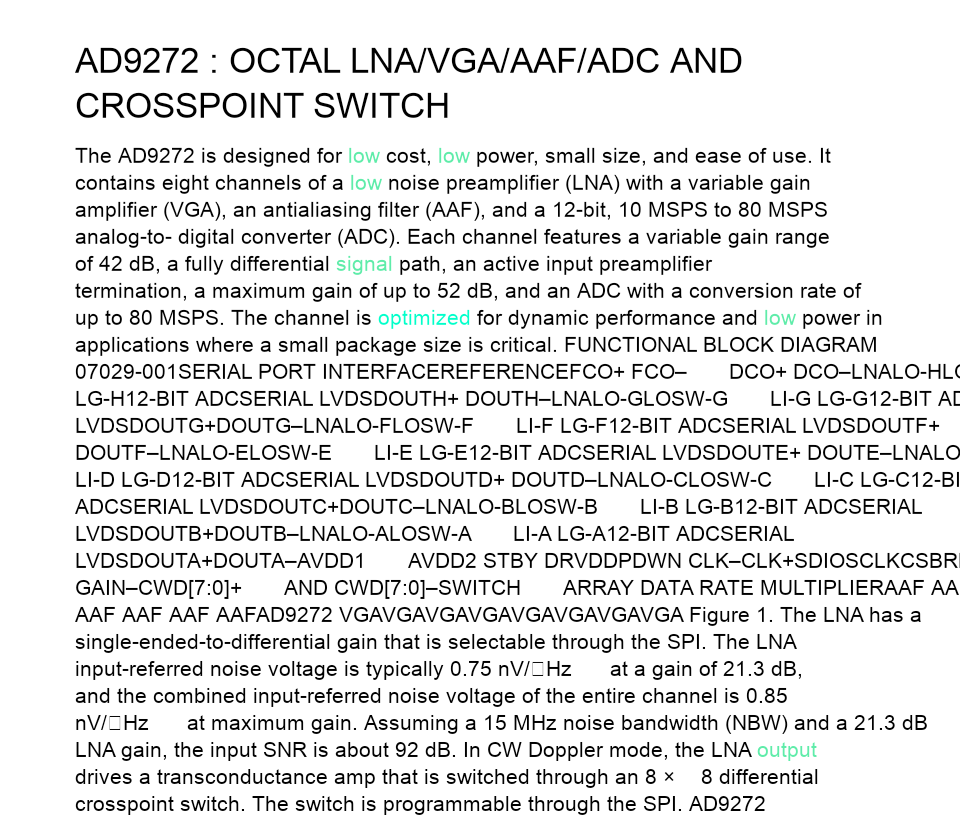 AD9272 : OCTAL LNA/VGA/AAF/ADC AND
CROSSPOINT SWITCH
The AD9272 is designed for low cost, low power, small size, and ease of use. It
contains eight channels of a low noise preamplifier (LNA) with a variable gain
amplifier (VGA), an antialiasing filter (AAF), and a 12-bit, 10 MSPS to 80 MSPS
analog-to- digital converter (ADC). Each channel features a variable gain range
of 42 dB, a fully differential signal path, an active input preamplifier
termination, a maximum gain of up to 52 dB, and an ADC with a conversion rate of
up to 80 MSPS. The channel is optimized for dynamic performance and low power in
applications where a small package size is critical. FUNCTIONAL BLOCK DIAGRAM
07029-001SERIAL PORT INTERFACEREFERENCEFCO+ FCO– DCO+ DCO–LNALO-HLO
LG-H12-BIT ADCSERIAL LVDSDOUTH+ DOUTH–LNALO-GLOSW-G LI-G LG-G12-BIT AD
LVDSDOUTG+DOUTG–LNALO-FLOSW-F LI-F LG-F12-BIT ADCSERIAL LVDSDOUTF+
DOUTF–LNALO-ELOSW-E LI-E LG-E12-BIT ADCSERIAL LVDSDOUTE+ DOUTE–LNALO
LI-D LG-D12-BIT ADCSERIAL LVDSDOUTD+ DOUTD–LNALO-CLOSW-C LI-C LG-C12-BI
ADCSERIAL LVDSDOUTC+DOUTC–LNALO-BLOSW-B LI-B LG-B12-BIT ADCSERIAL
LVDSDOUTB+DOUTB–LNALO-ALOSW-A LI-A LG-A12-BIT ADCSERIAL
LVDSDOUTA+DOUTA–AVDD1 AVDD2 STBY DRVDDPDWN CLK–CLK+SDIOSCLKCSBR
GAIN–CWD[7:0]+ AND CWD[7:0]–SWITCH ARRAY DATA RATE MULTIPLIERAAF AA
AAF AAF AAF AAFAD9272 VGAVGAVGAVGAVGAVGAVGAVGA Figure 1. The LNA has a
single-ended-to-differential gain that is selectable through the SPI. The LNA
input-referred noise voltage is typically 0.75 nV/□Hz at a gain of 21.3 dB,
and the combined input-referred noise voltage of the entire channel is 0.85
nV/□Hz at maximum gain. Assuming a 15 MHz noise bandwidth (NBW) and a 21.3 dB
LNA gain, the input SNR is about 92 dB. In CW Doppler mode, the LNA output
drives a transconductance amp that is switched through an 8 × 8 differential
crosspoint switch. The switch is programmable through the SPI. AD9272